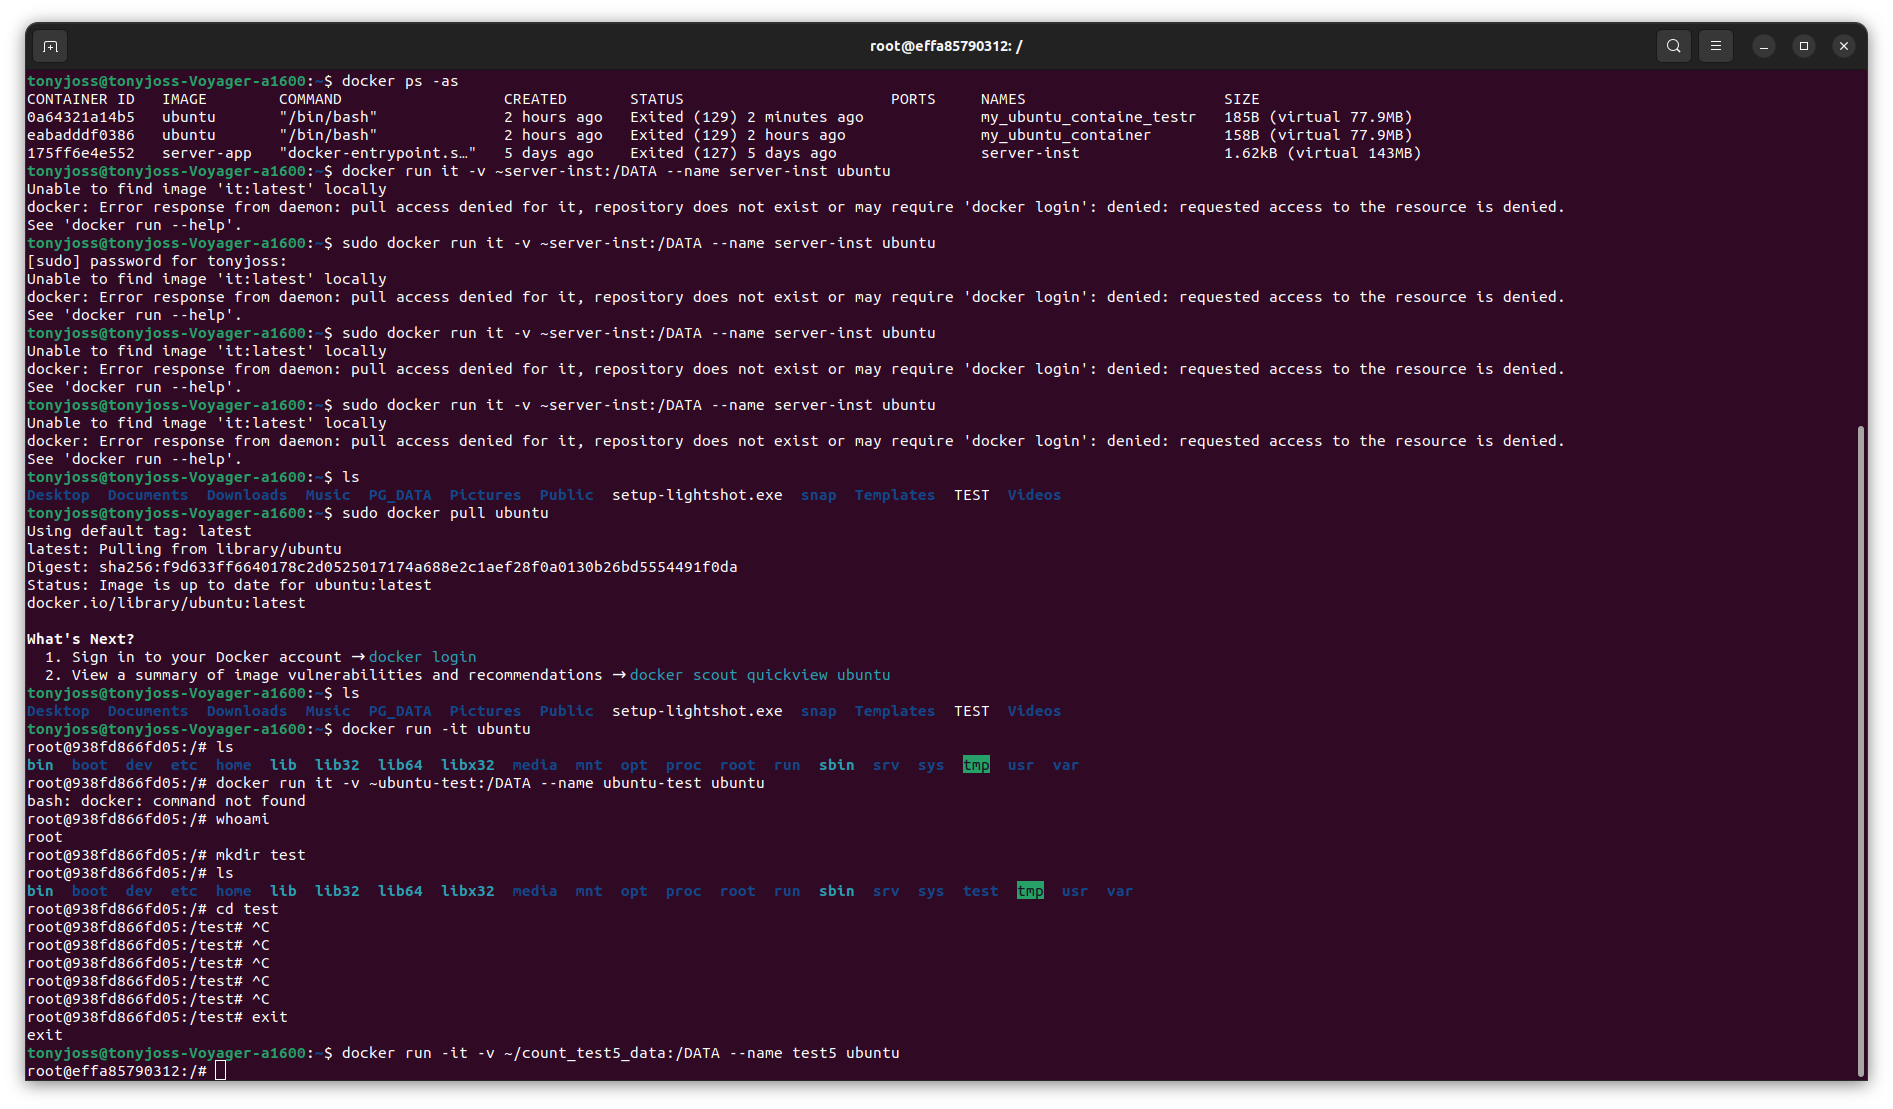 root@effa85790312: /
tonyjoss@tonyjoss-Voyager-a1600:~$ docker ps -as
CONTAINER ID   IMAGE        COMMAND                  CREATED       STATUS                       PORTS     NAMES                      SIZE
0a64321a14b5   ubuntu       "/bin/bash"              2 hours ago   Exited (129) 2 minutes ago             my_ubuntu_containe_testr   185B (virtual 77.9MB)
eabadddf0386   ubuntu       "/bin/bash"              2 hours ago   Exited (129) 2 hours ago               my_ubuntu_container        158B (virtual 77.9MB)
175ff6e4e552   server-app   "docker-entrypoint.s…"   5 days ago    Exited (127) 5 days ago                server-inst                1.62kB (virtual 143MB)
tonyjoss@tonyjoss-Voyager-a1600:~$ docker run it -v ~server-inst:/DATA --name server-inst ubuntu
Unable to find image 'it:latest' locally
docker: Error response from daemon: pull access denied for it, repository does not exist or may require 'docker login': denied: requested access to the resource is denied.
See 'docker run --help'.
tonyjoss@tonyjoss-Voyager-a1600:~$ sudo docker run it -v ~server-inst:/DATA --name server-inst ubuntu
[sudo] password for tonyjoss:
Unable to find image 'it:latest' locally
docker: Error response from daemon: pull access denied for it, repository does not exist or may require 'docker login': denied: requested access to the resource is denied.
See 'docker run --help'.
tonyjoss@tonyjoss-Voyager-a1600:~$ sudo docker run it -v ~server-inst:/DATA --name server-inst ubuntu
Unable to find image 'it:latest' locally
docker: Error response from daemon: pull access denied for it, repository does not exist or may require 'docker login': denied: requested access to the resource is denied.
See 'docker run --help'.
tonyjoss@tonyjoss-Voyager-a1600:~$ sudo docker run it -v ~server-inst:/DATA --name server-inst ubuntu
Unable to find image 'it:latest' locally
docker: Error response from daemon: pull access denied for it, repository does not exist or may require 'docker login': denied: requested access to the resource is denied.
See 'docker run --help'.
tonyjoss@tonyjoss-Voyager-a1600:~$ ls
Desktop  Documents  Downloads  Music  PG_DATA  Pictures  Public  setup-lightshot.exe  snap  Templates  TEST  Videos
tonyjoss@tonyjoss-Voyager-a1600:~$ sudo docker pull ubuntu
Using default tag: latest
latest: Pulling from library/ubuntu
Digest: sha256:f9d633ff6640178c2d0525017174a688e2c1aef28f0a0130b26bd5554491f0da
Status: Image is up to date for ubuntu:latest
docker.io/library/ubuntu:latest
What's Next?
  1. Sign in to your Docker account → docker login
  2. View a summary of image vulnerabilities and recommendations → docker scout quickview ubuntu
tonyjoss@tonyjoss-Voyager-a1600:~$ ls
Desktop  Documents  Downloads  Music  PG_DATA  Pictures  Public  setup-lightshot.exe  snap  Templates  TEST  Videos
tonyjoss@tonyjoss-Voyager-a1600:~$ docker run -it ubuntu
root@938fd866fd05:/# ls
bin  boot  dev  etc  home  lib  lib32  lib64  libx32  media  mnt  opt  proc  root  run  sbin  srv  sys  tmp  usr  var
root@938fd866fd05:/# docker run it -v ~ubuntu-test:/DATA --name ubuntu-test ubuntu
bash: docker: command not found
root@938fd866fd05:/# whoami
root
root@938fd866fd05:/# mkdir test
root@938fd866fd05:/# ls
bin  boot  dev  etc  home  lib  lib32  lib64  libx32  media  mnt  opt  proc  root  run  sbin  srv  sys  test  tmp  usr  var
root@938fd866fd05:/# cd test
root@938fd866fd05:/test# ^C
root@938fd866fd05:/test# ^C
root@938fd866fd05:/test# ^C
root@938fd866fd05:/test# ^C
root@938fd866fd05:/test# ^C
root@938fd866fd05:/test# exit
exit
tonyjoss@tonyjoss-Voyager-a1600:~$ docker run -it -v ~/count_test5_data:/DATA --name test5 ubuntu
root@effa85790312:/#